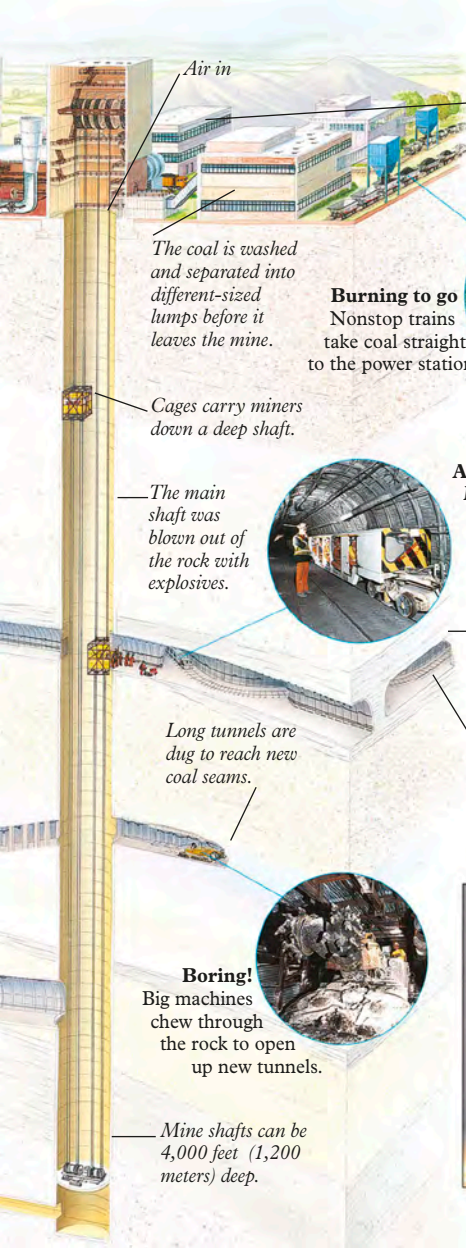 Air in
The coal is washed
and separated into
different-sized
lumps before it
leaves the mine.
Burning to go
Nonstop trains
take coal straight
to the power station
Cages carry miners
down a deep shaft.
The main
shaft was
blown out of
the rock with
explosives.
A
Long tunnels are
dug to reach new
coal seams.
Boring!
Big machines
chew through
the rock to open
up new tunnels.
Mine shafts can be
4,000 feet (1,200
meters) deep.